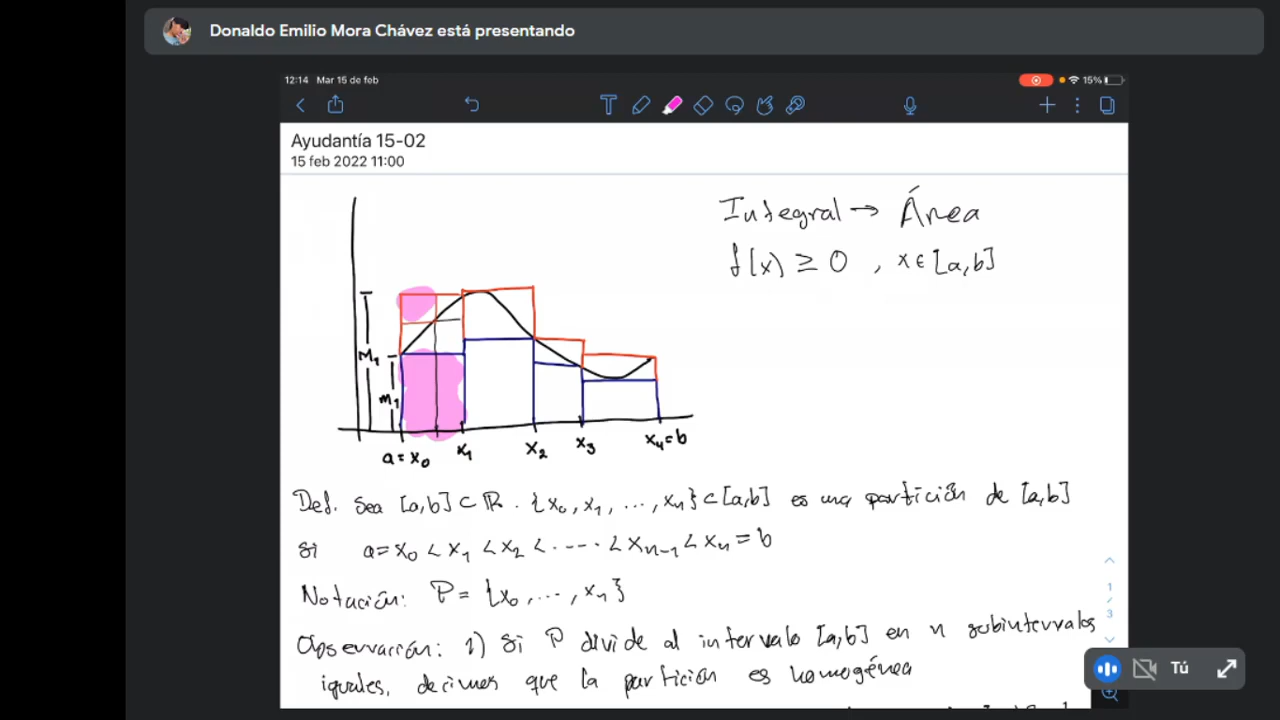 Donaldo Emilio Mora Chávez está presentando
12:14 Mar 15 de feb
15%
Ayudantía 15-02
15 feb 2022 11:00
Integral → Área
f(x) ≥ 0 , x ∈ [a,b]
M₁
m₁
a = x₀ x₁ x₂ x₃ x₄ = b
Def. Sea [a,b] ⊂ ℝ. {x₀, x₁, ..., xₙ} ⊂ [a,b] es una partición de [a,b]
si a = x₀ < x₁ < x₂ < ..... < xₙ₋₁ < xₙ = b
Notación: P = {x₀, ..., xₙ}
Observación: 1) Si P divide al intervalo [a,b] en n subintervalos
iguales, decimos que la partición es homogénea
1
/
3
Tú